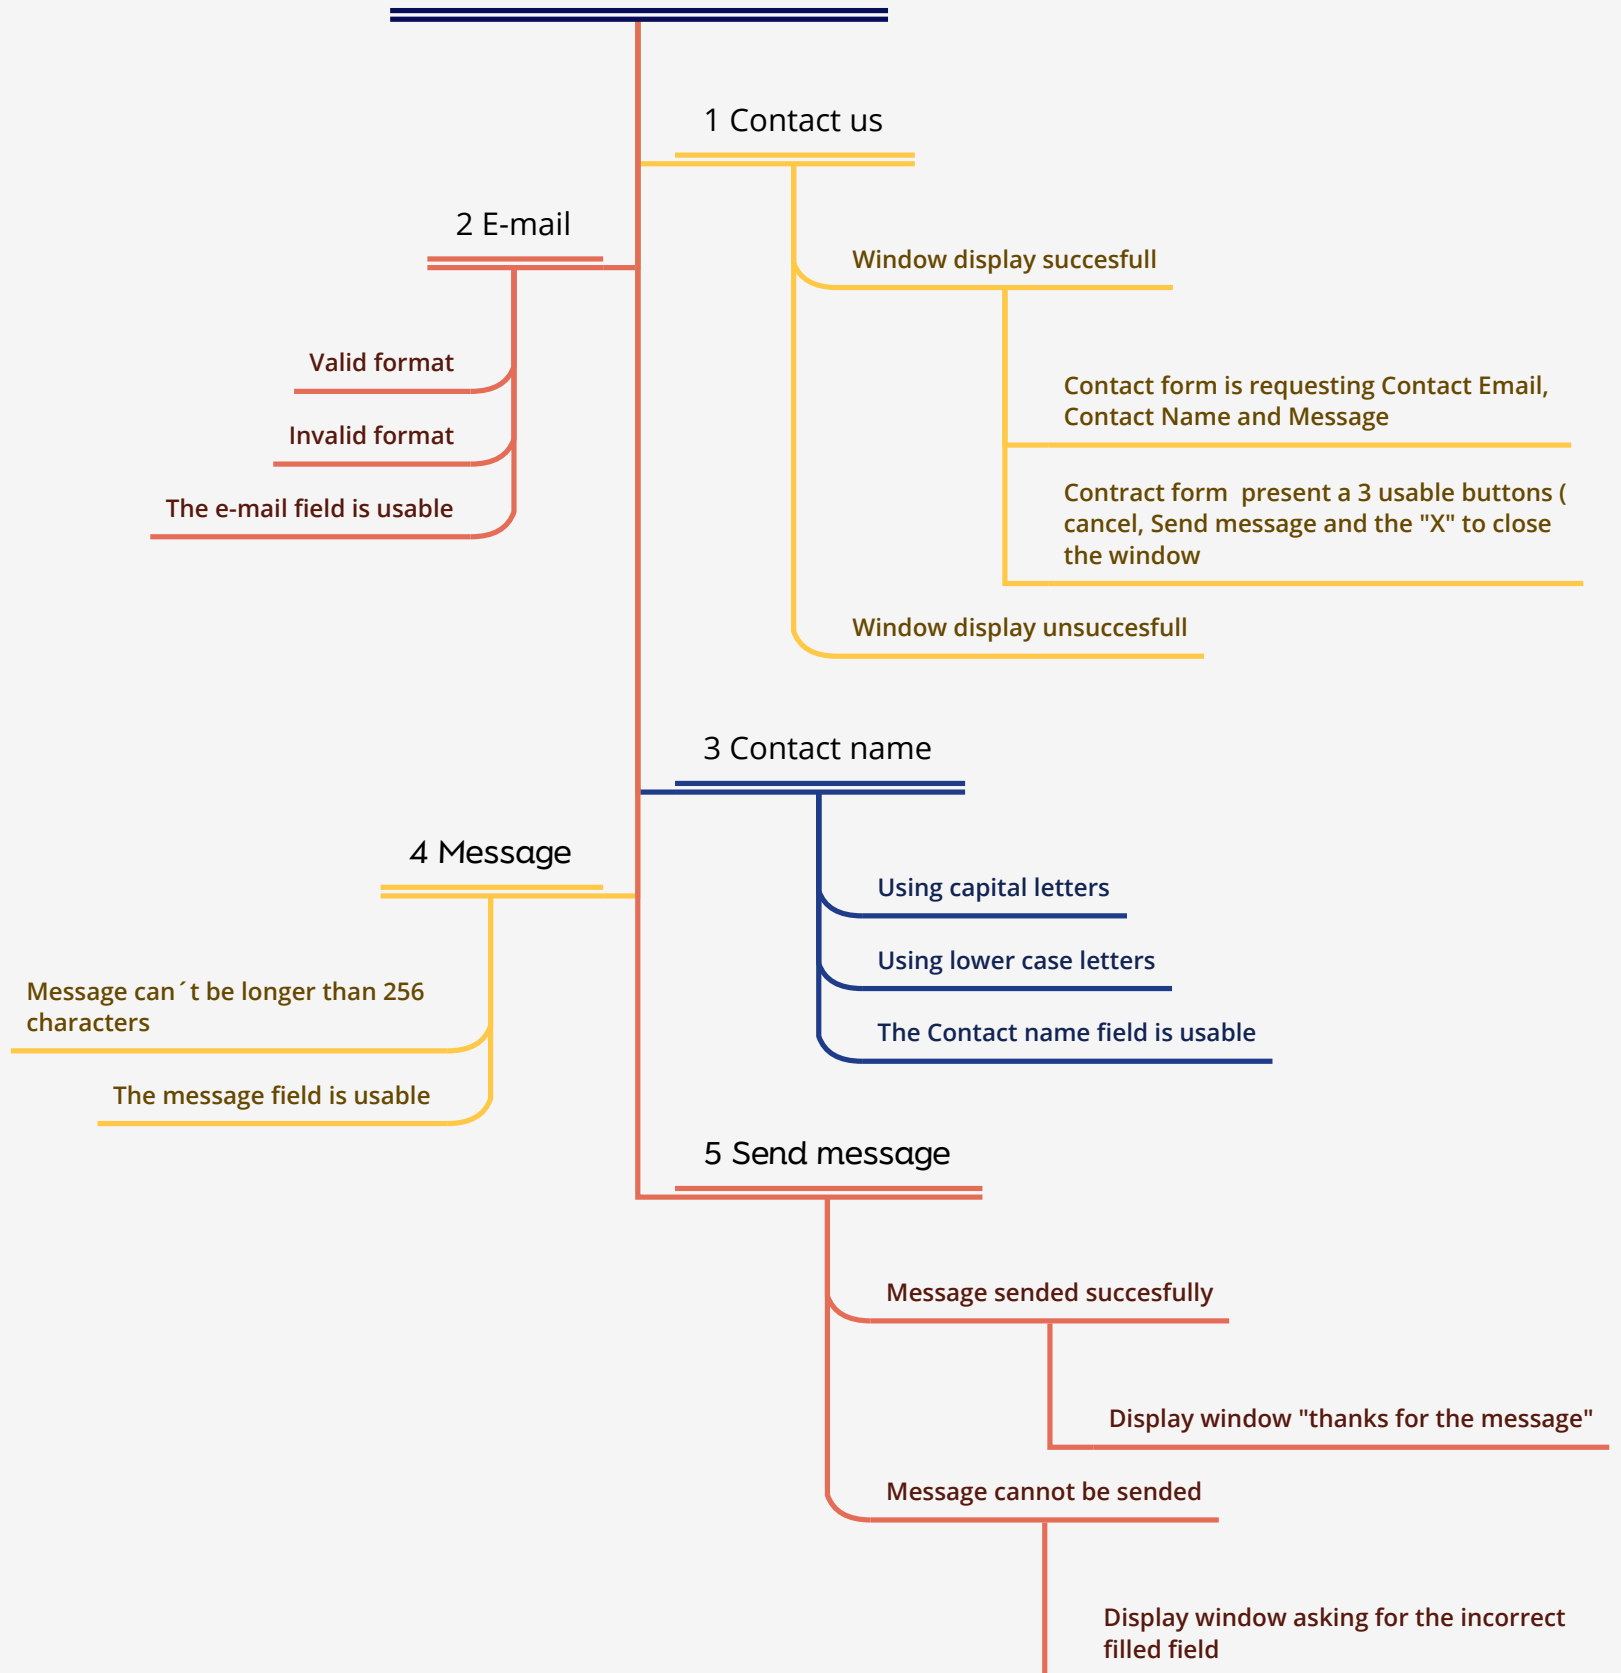 1 Contact us
2 E-mail
Window display succesfull
Valid format
Contact form is requesting Contact Email,
Contact Name and Message
Invalid format
Contract form  present a 3 usable buttons (
cancel, Send message and the "X" to close
the window
The e-mail field is usable
Window display unsuccesfull
3 Contact name
4 Message
Using capital letters
Using lower case letters
Message can´t be longer than 256
characters
The Contact name field is usable
The message field is usable
5 Send message
Message sended succesfully
Display window "thanks for the message"
Message cannot be sended
Display window asking for the incorrect
filled field